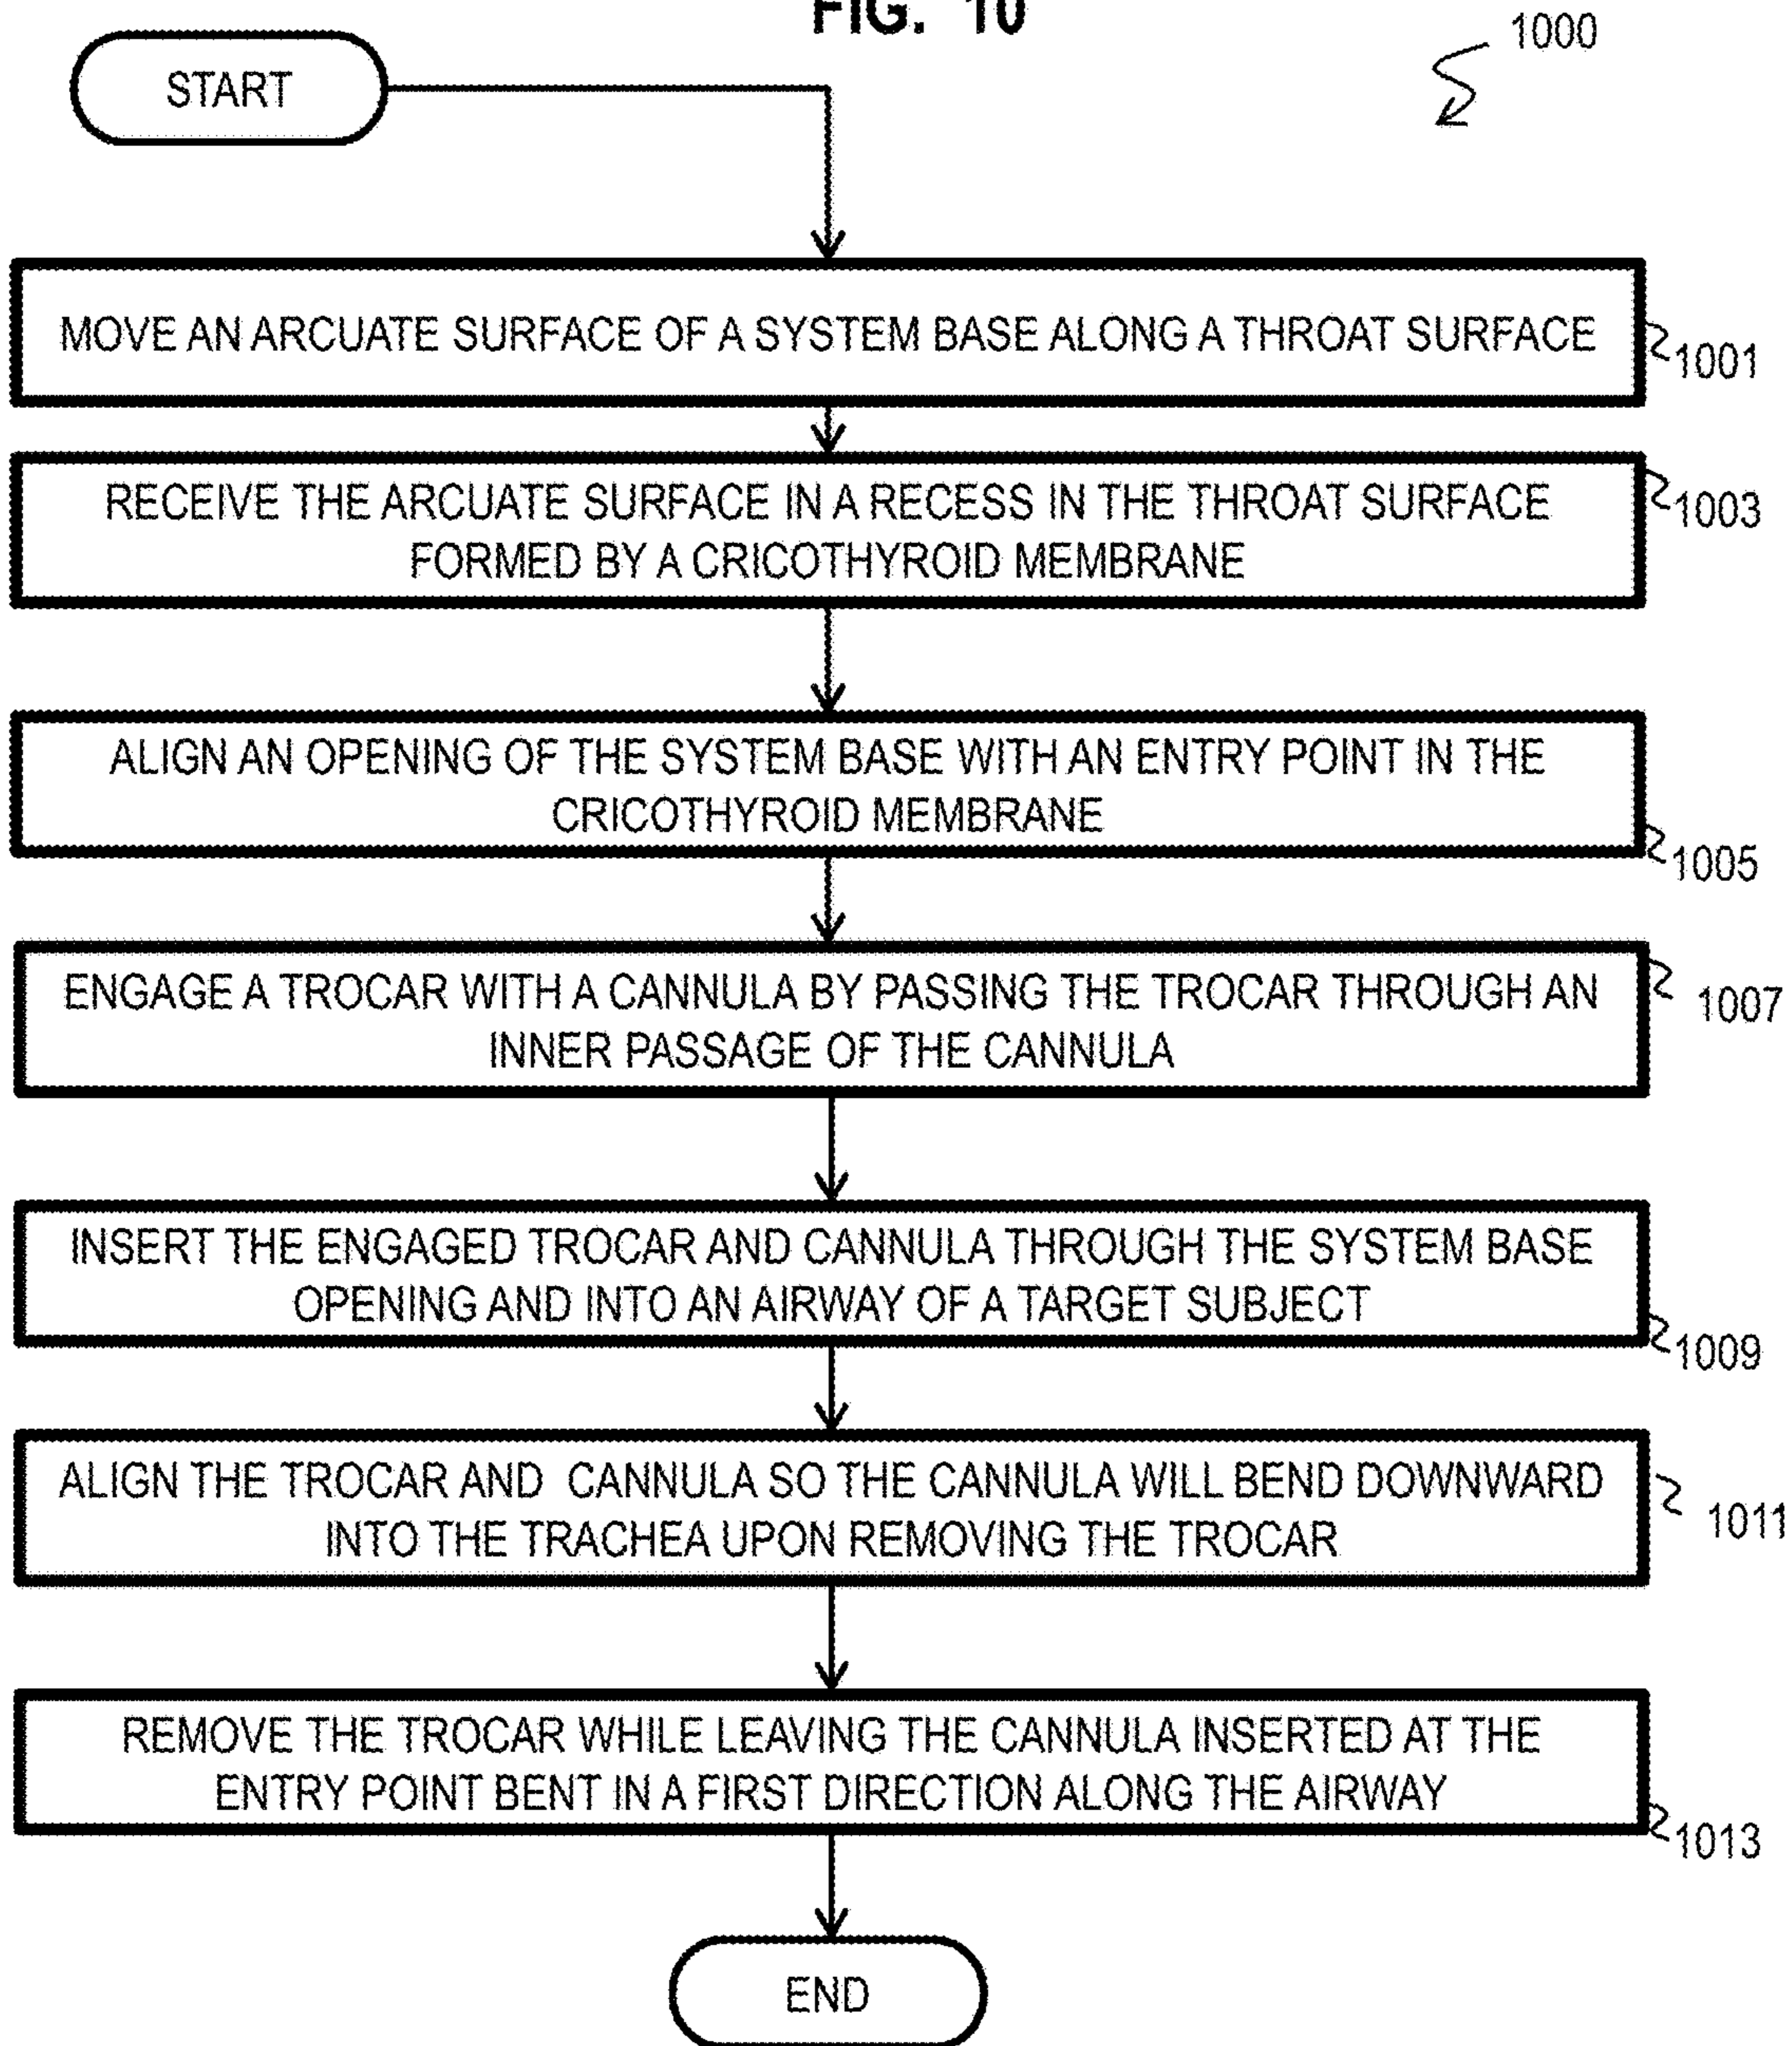 FIG. 10
1000
START
MOVE AN ARCUATE SURFACE OF A SYSTEM BASE ALONG A THROAT SURFACE
1001
RECEIVE THE ARCUATE SURFACE IN A RECESS IN THE THROAT SURFACE
FORMED BY A CRICOTHYROID MEMBRANE
1003
ALIGN AN OPENING OF THE SYSTEM BASE WITH AN ENTRY POINT IN THE
CRICOTHYROID MEMBRANE
1005
ENGAGE A TROCAR WITH A CANNULA BY PASSING THE TROCAR THROUGH AN
INNER PASSAGE OF THE CANNULA
1007
INSERT THE ENGAGED TROCAR AND CANNULA THROUGH THE SYSTEM BASE
OPENING AND INTO AN AIRWAY OF A TARGET SUBJECT
1009
ALIGN THE TROCAR AND CANNULA SO THE CANNULA WILL BEND DOWNWARD
INTO THE TRACHEA UPON REMOVING THE TROCAR
1011
REMOVE THE TROCAR WHILE LEAVING THE CANNULA INSERTED AT THE
ENTRY POINT BENT IN A FIRST DIRECTION ALONG THE AIRWAY
1013
END